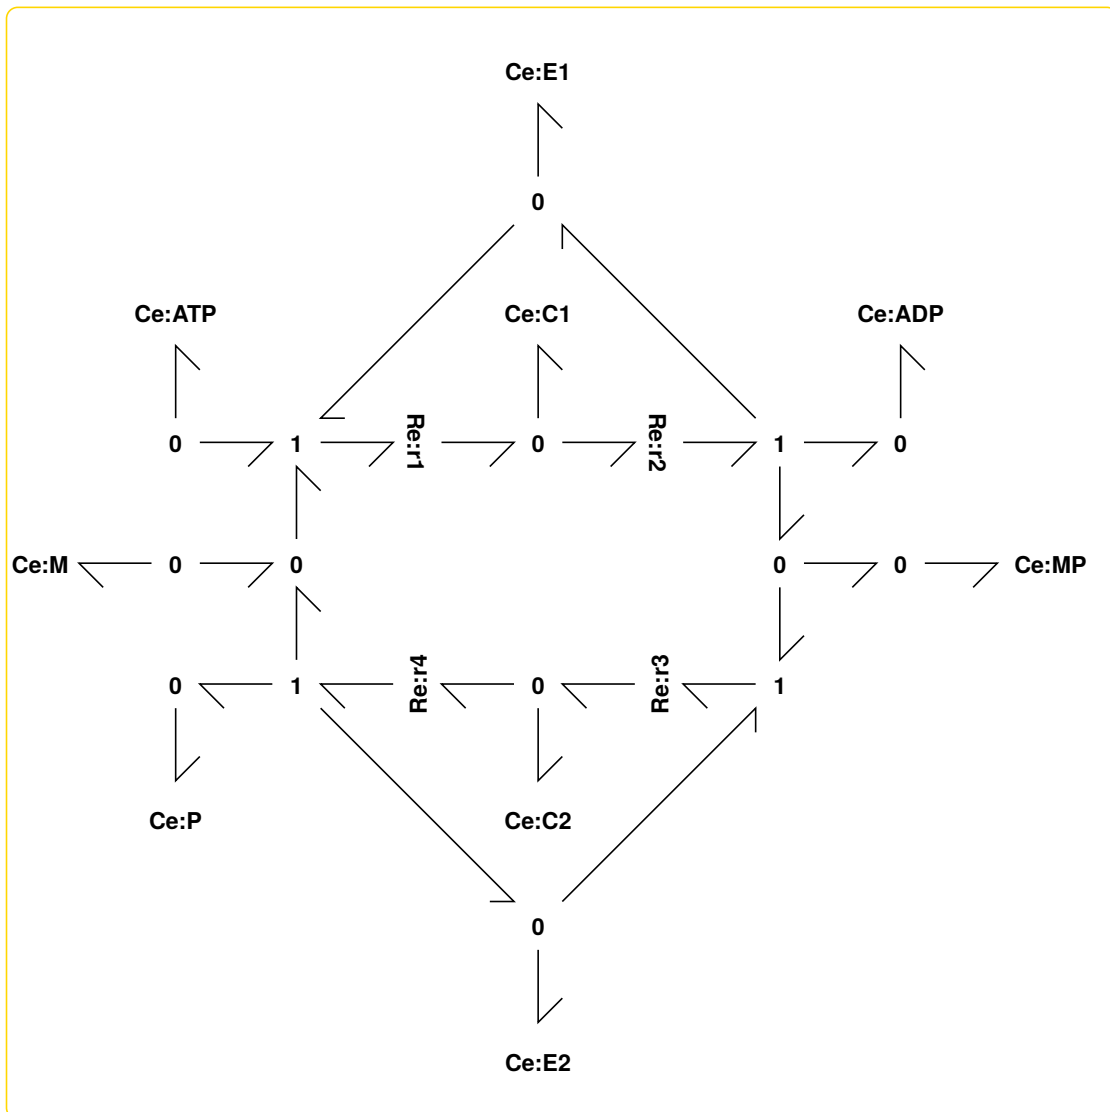 Ce:E1
0
Ce:ATP Ce:C1 Ce:ADP
0 1 Re:r1 0 Re:r2 1 0
Ce:M 0 0 0 0 Ce:MP
0 1 Re:r4 0 Re:r3 1
Ce:P Ce:C2
0
Ce:E2